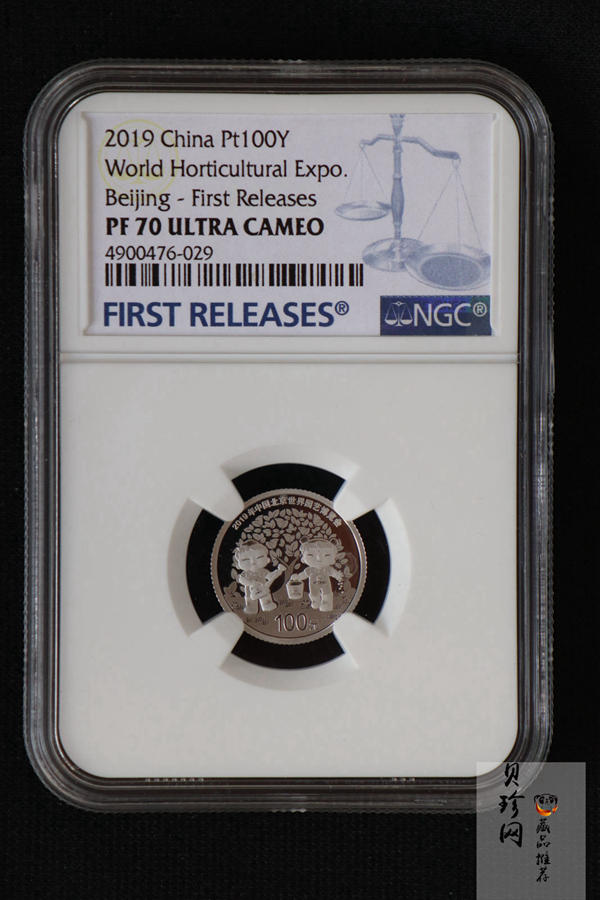 2019 China Pt100Y
World Horticultural Expo.
Beijing - First Releases
PF 70 ULTRA CAMEO
4900476-029
FIRST RELEASES®
NGC®
2019年中国北京世界园艺博览会
100元
贝珍网
藏品推荐